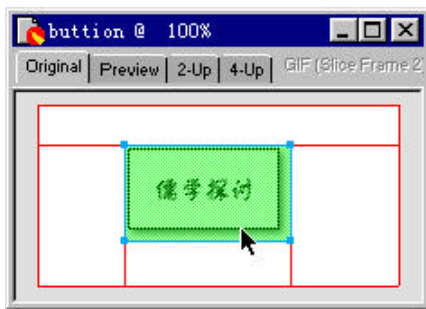 buttion @ 100%
Original Preview 2-Up 4-Up GIF (Slice Frame 2)
儒学探讨